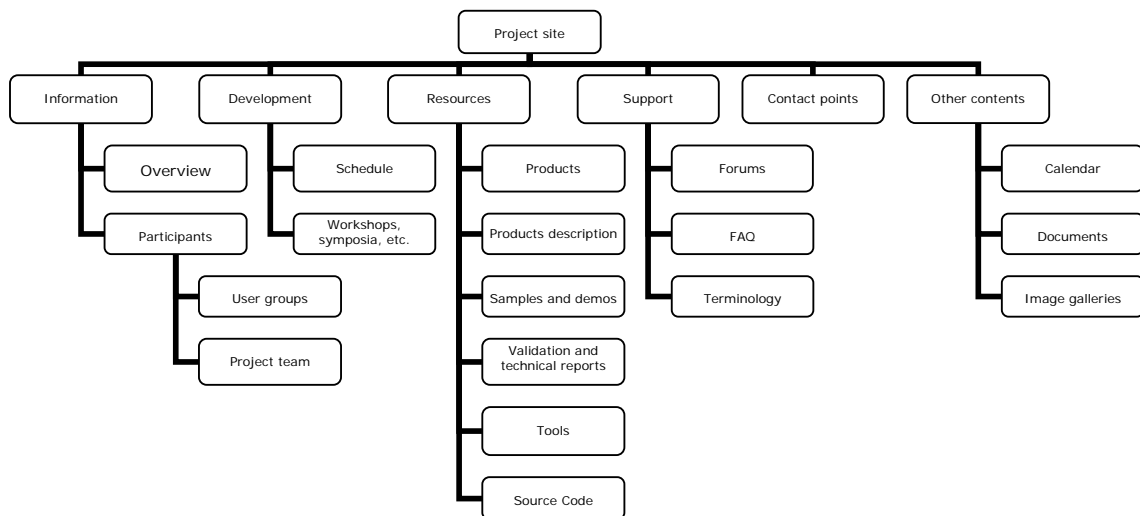 Project site
Information
Development
Resources
Support
Contact points
Other contents
Overview
Participants
User groups
Project team
Schedule
Workshops,
symposia, etc.
Products
Products description
Samples and demos
Validation and
technical reports
Tools
Source Code
Forums
FAQ
Terminology
Calendar
Documents
Image galleries